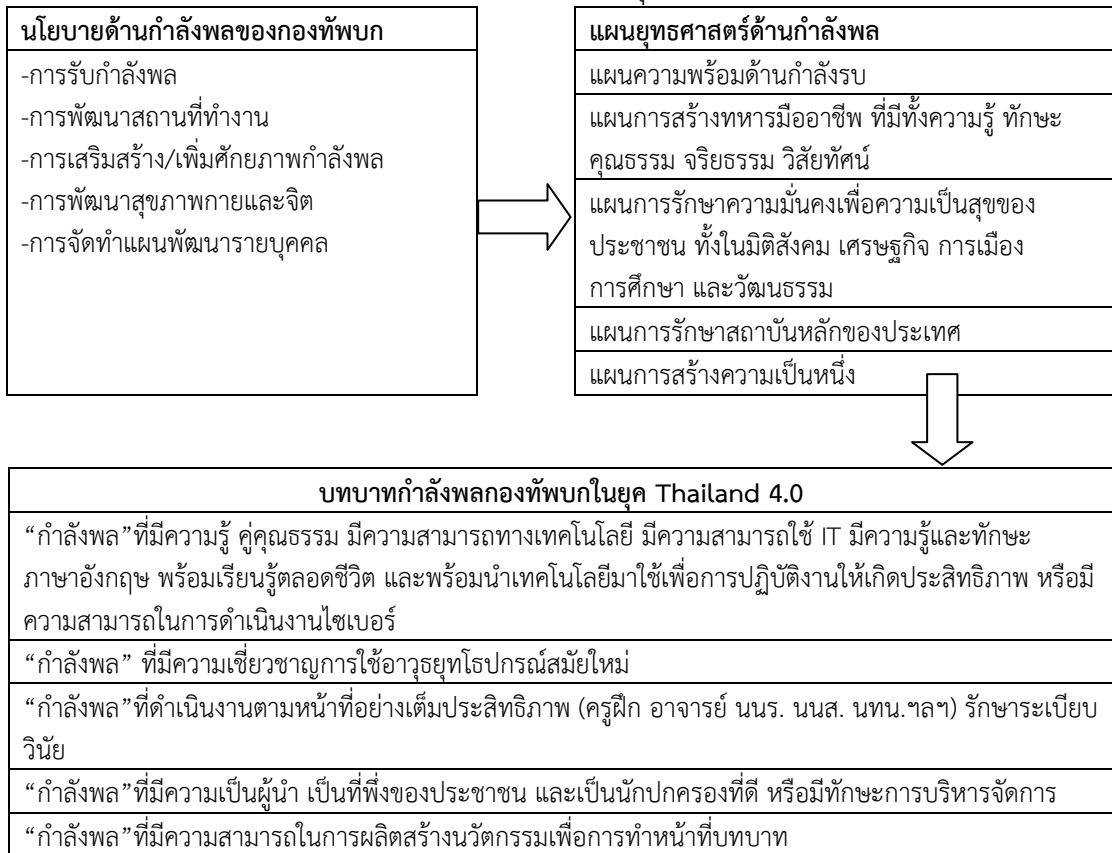 นโยบายด้านกำลังพลของกองทัพบก
-การรับกำลังพล
-การพัฒนาสถานที่ทำงาน
-การเสริมสร้าง/เพิ่มศักยภาพกำลังพล
-การพัฒนาสุขภาพกายและจิต
-การจัดทำแผนพัฒนารายบุคคล
แผนยุทธศาสตร์ด้านกำลังพล
แผนความพร้อมด้านกำลังรบ
แผนการสร้างทหารมืออาชีพ ที่มีทั้งความรู้ ทักษะ
คุณธรรม จริยธรรม วิสัยทัศน์
แผนการรักษาความมั่นคงเพื่อความเป็นสุขของ
ประชาชน ทั้งในมิติสังคม เศรษฐกิจ การเมือง
การศึกษา และวัฒนธรรม
แผนการรักษาสถาบันหลักของประเทศ
แผนการสร้างความเป็นหนึ่ง
บทบาทกำลังพลกองทัพบกในยุค Thailand 4.0
“กำลังพล”ที่มีความรู้ คู่คุณธรรม มีความสามารถทางเทคโนโลยี มีความสามารถใช้ IT มีความรู้และทักษะ
ภาษาอังกฤษ พร้อมเรียนรู้ตลอดชีวิต และพร้อมนำเทคโนโลยีมาใช้เพื่อการปฏิบัติงานให้เกิดประสิทธิภาพ หรือมี
ความสามารถในการดำเนินงานไซเบอร์
“กำลังพล” ที่มีความเชี่ยวชาญการใช้อาวุธยุทโธปกรณ์สมัยใหม่
“กำลังพล”ที่ดำเนินงานตามหน้าที่อย่างเต็มประสิทธิภาพ (ครูฝึก อาจารย์ นนร. นนส. นทน.ฯลฯ) รักษาระเบียบ
วินัย
“กำลังพล”ที่มีความเป็นผู้นำ เป็นที่พึ่งของประชาชน และเป็นนักปกครองที่ดี หรือมีทักษะการบริหารจัดการ
“กำลังพล”ที่มีความสามารถในการผลิตสร้างนวัตกรรมเพื่อการทำหน้าที่บทบาท